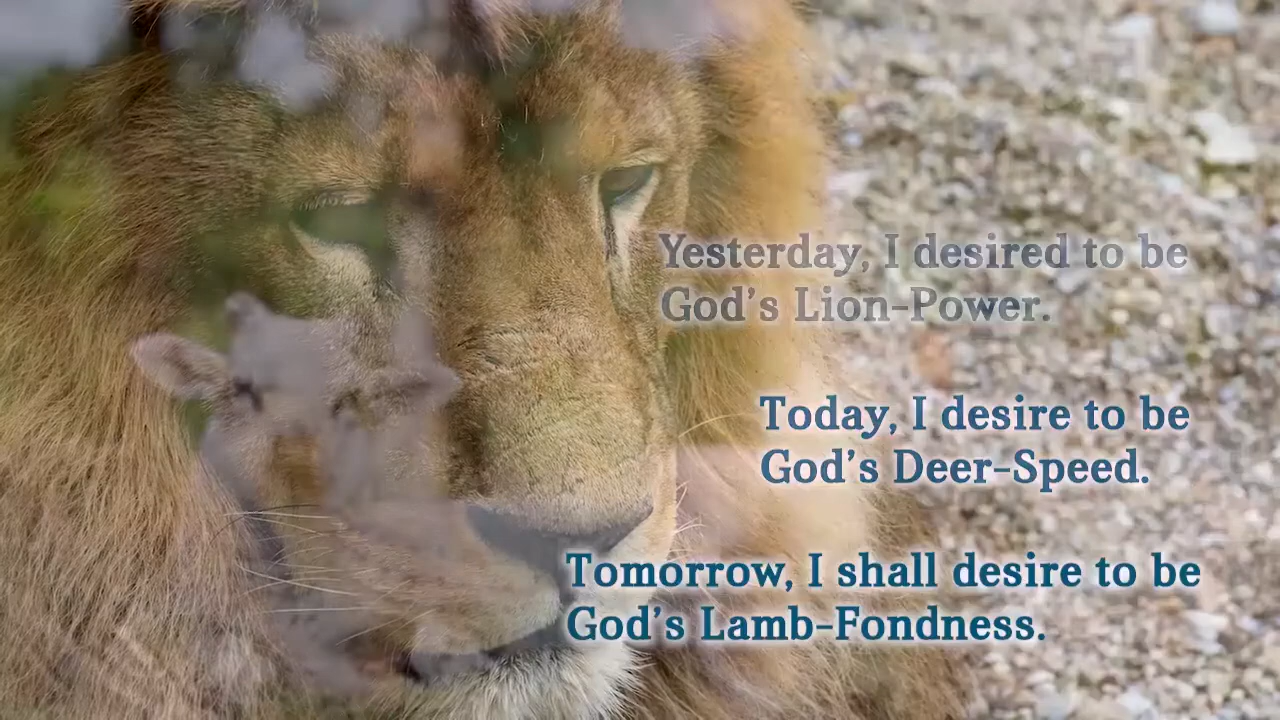 Yesterday, I desired to be
God's Lion-Power.
Today, I desire to be
God's Deer-Speed.
Tomorrow, I shall desire to be
God's Lamb-Fondness.